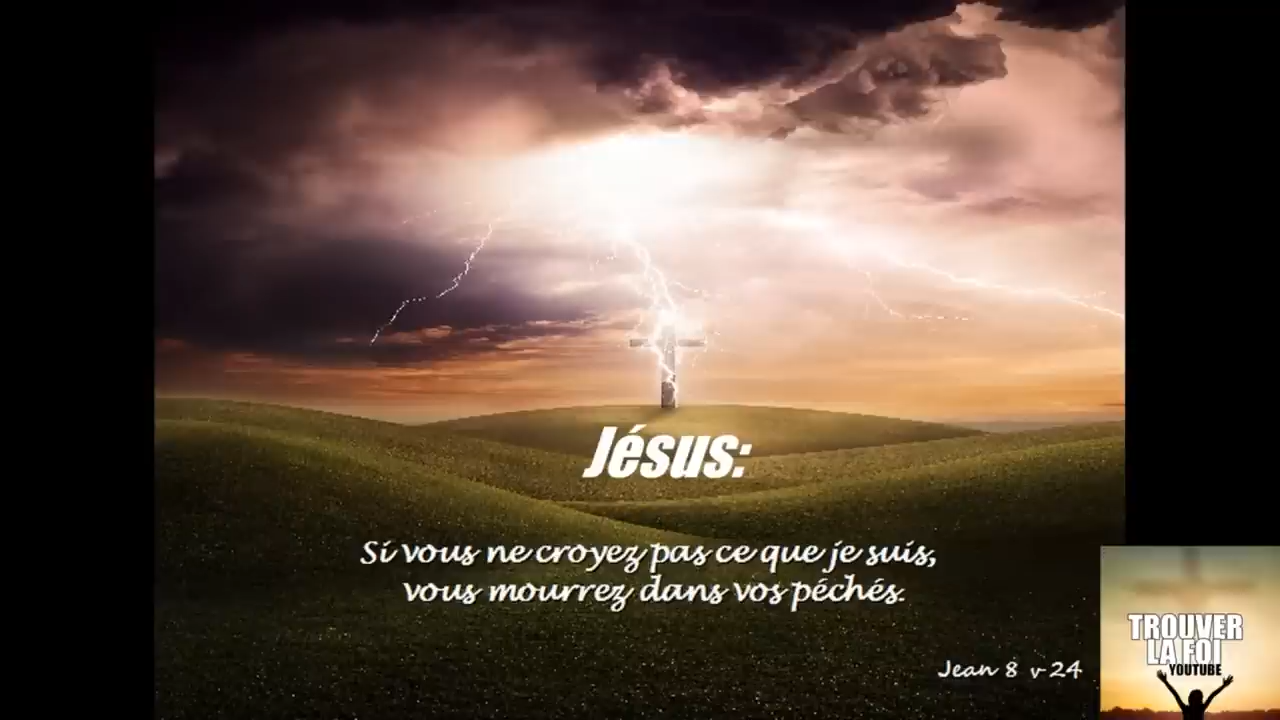 Jésus:
Si vous ne croyez pas ce que je suis,
vous mourrez dans vos péchés.
Jean 8 v 24
TROUVER
LA FOI
YOUTUBE